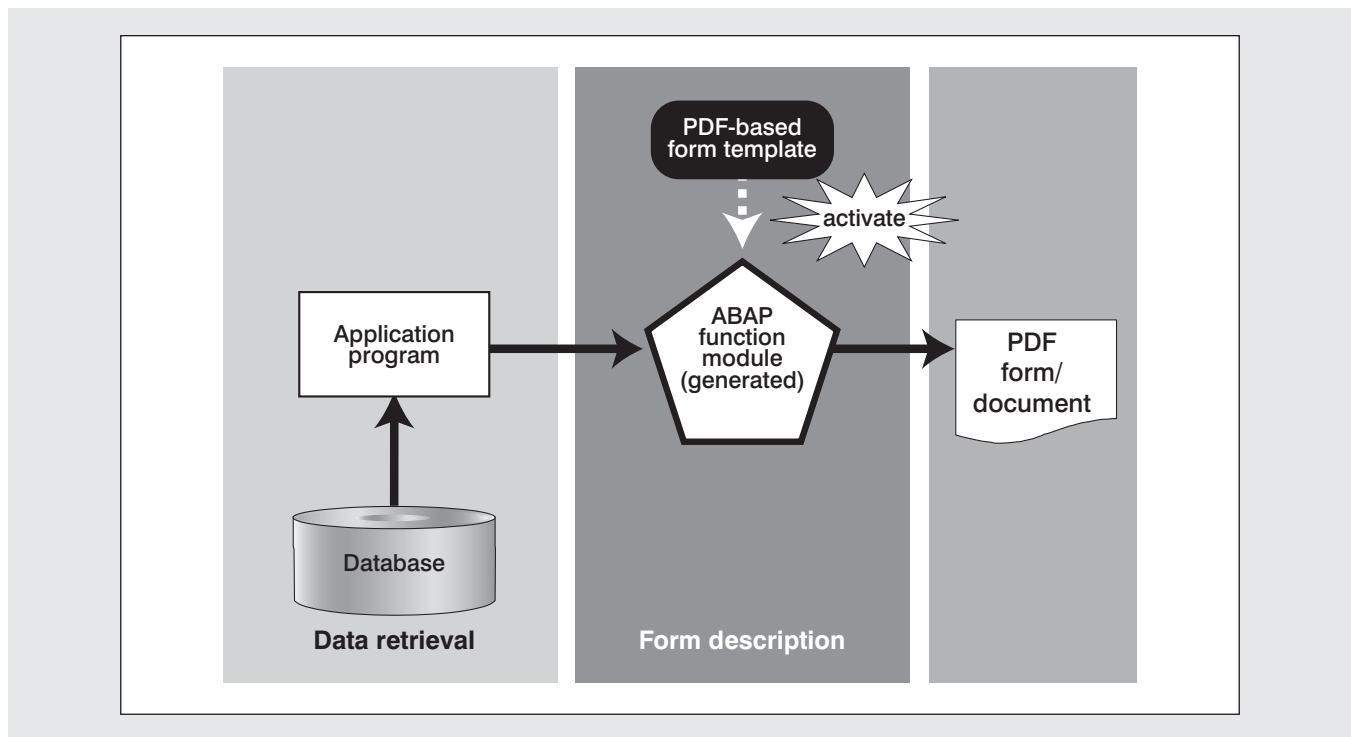 PDF-based
form template
activate
Application
program
ABAP
function
module
(generated)
PDF
form/
document
Database
Data retrieval
Form description